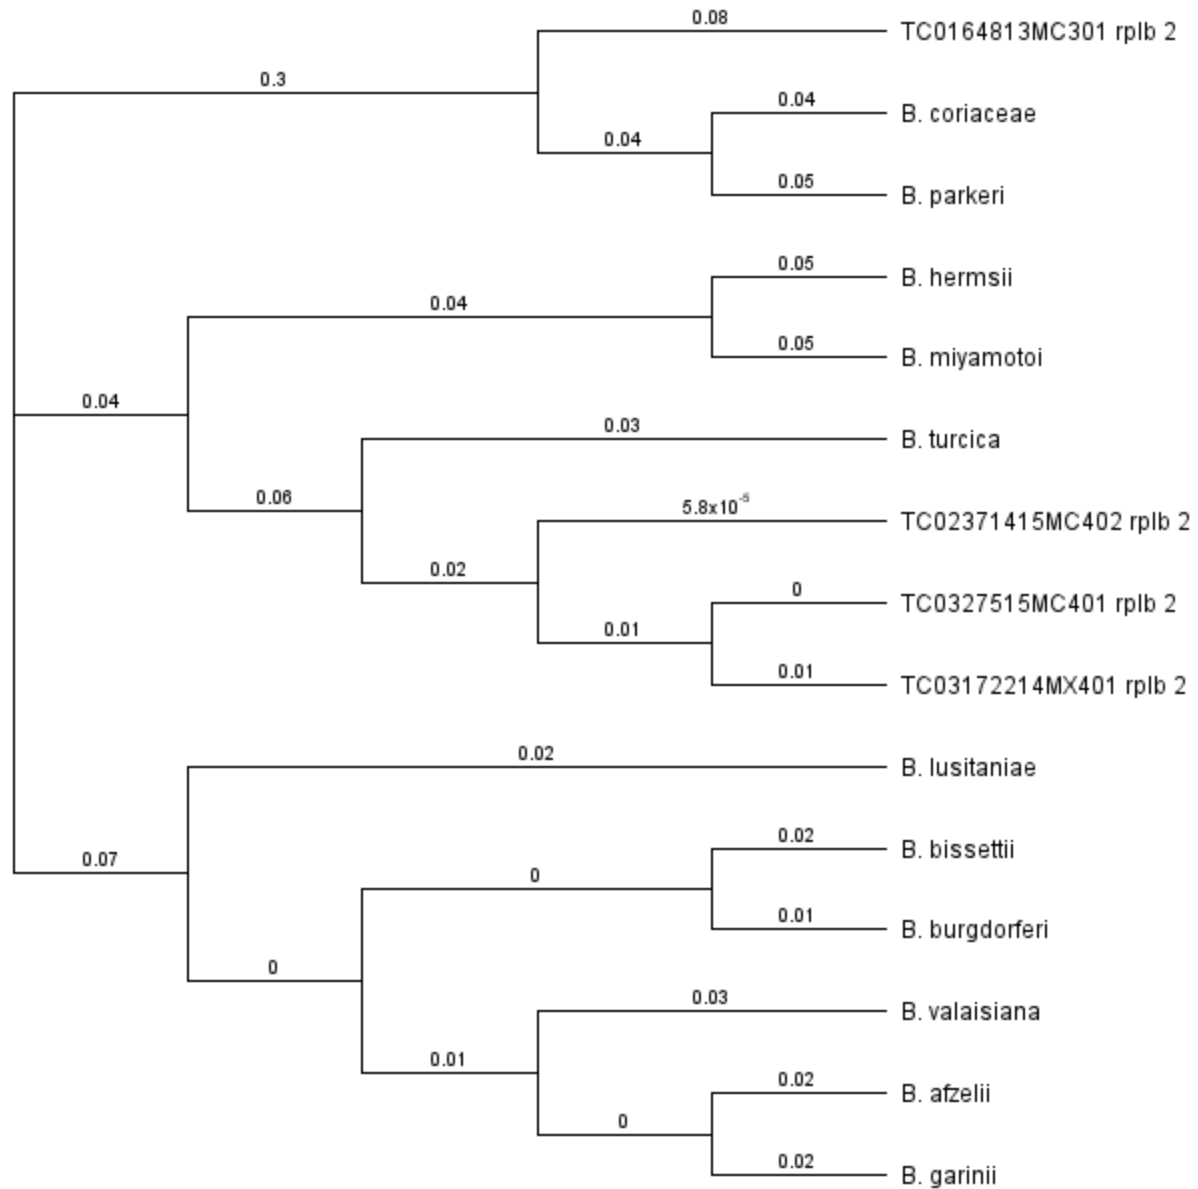 0.08
TC0164813MC301 rplb 2
0.3
0.04
B. coriaceae
0.04
0.05
B. parkeri
0.05
B. hermsii
0.04
0.05
B. miyamotoi
0.04
0.03
B. turcica
0.06
5.8x10⁻⁵
TC02371415MC402 rplb 2
0.02
0
TC0327515MC401 rplb 2
0.01
0.01
TC03172214MX401 rplb 2
0.02
B. lusitaniae
0.02
B. bissettii
0.07
0
0.01
B. burgdorferi
0
0.03
B. valaisiana
0.01
0.02
B. afzelii
0
0.02
B. garinii